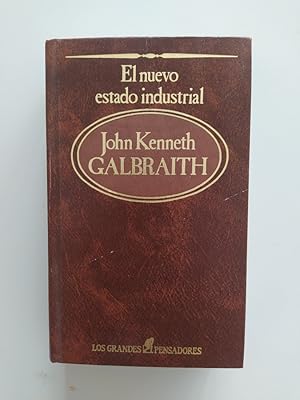 El nuevo
estado industrial
John Kenneth
GALBRAITH
LOS GRANDES PENSADORES